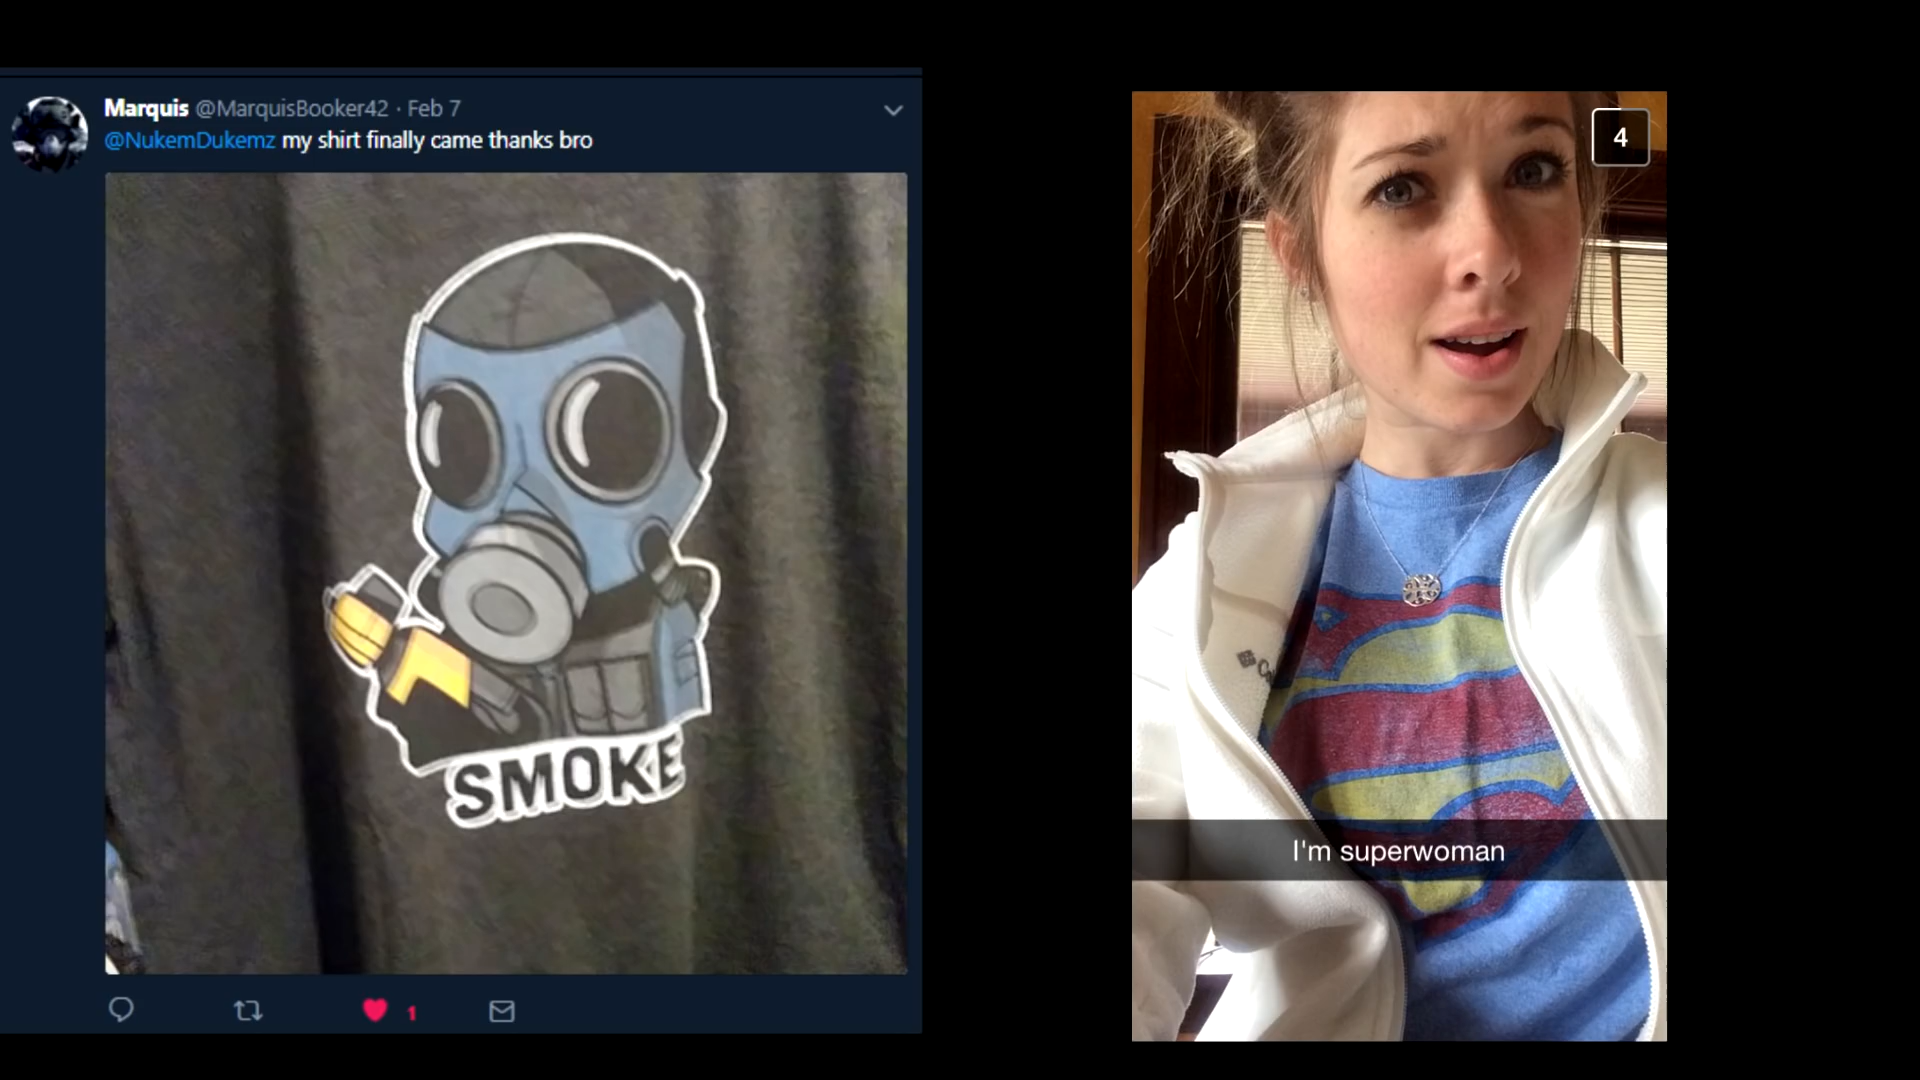 Marquis @MarquisBooker42 · Feb 7
@NukemDukemz my shirt finally came thanks bro
SMOKE
1
4
I'm superwoman